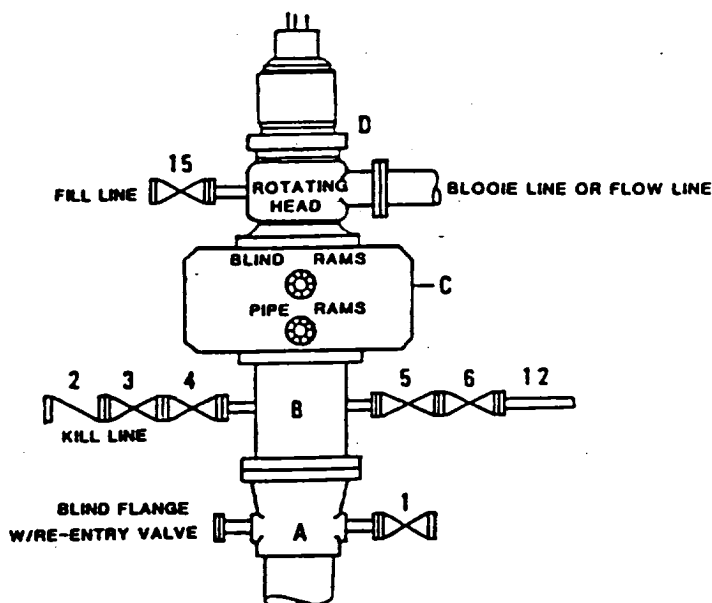 D
15
FILL LINE
ROTATING
HEAD
BLOOIE LINE OR FLOW LINE
BLIND RAMS
C
PIPE RAMS
2 3 4
5 6 12
B
KILL LINE
BLIND FLANGE
W/RE-ENTRY VALVE
A
1